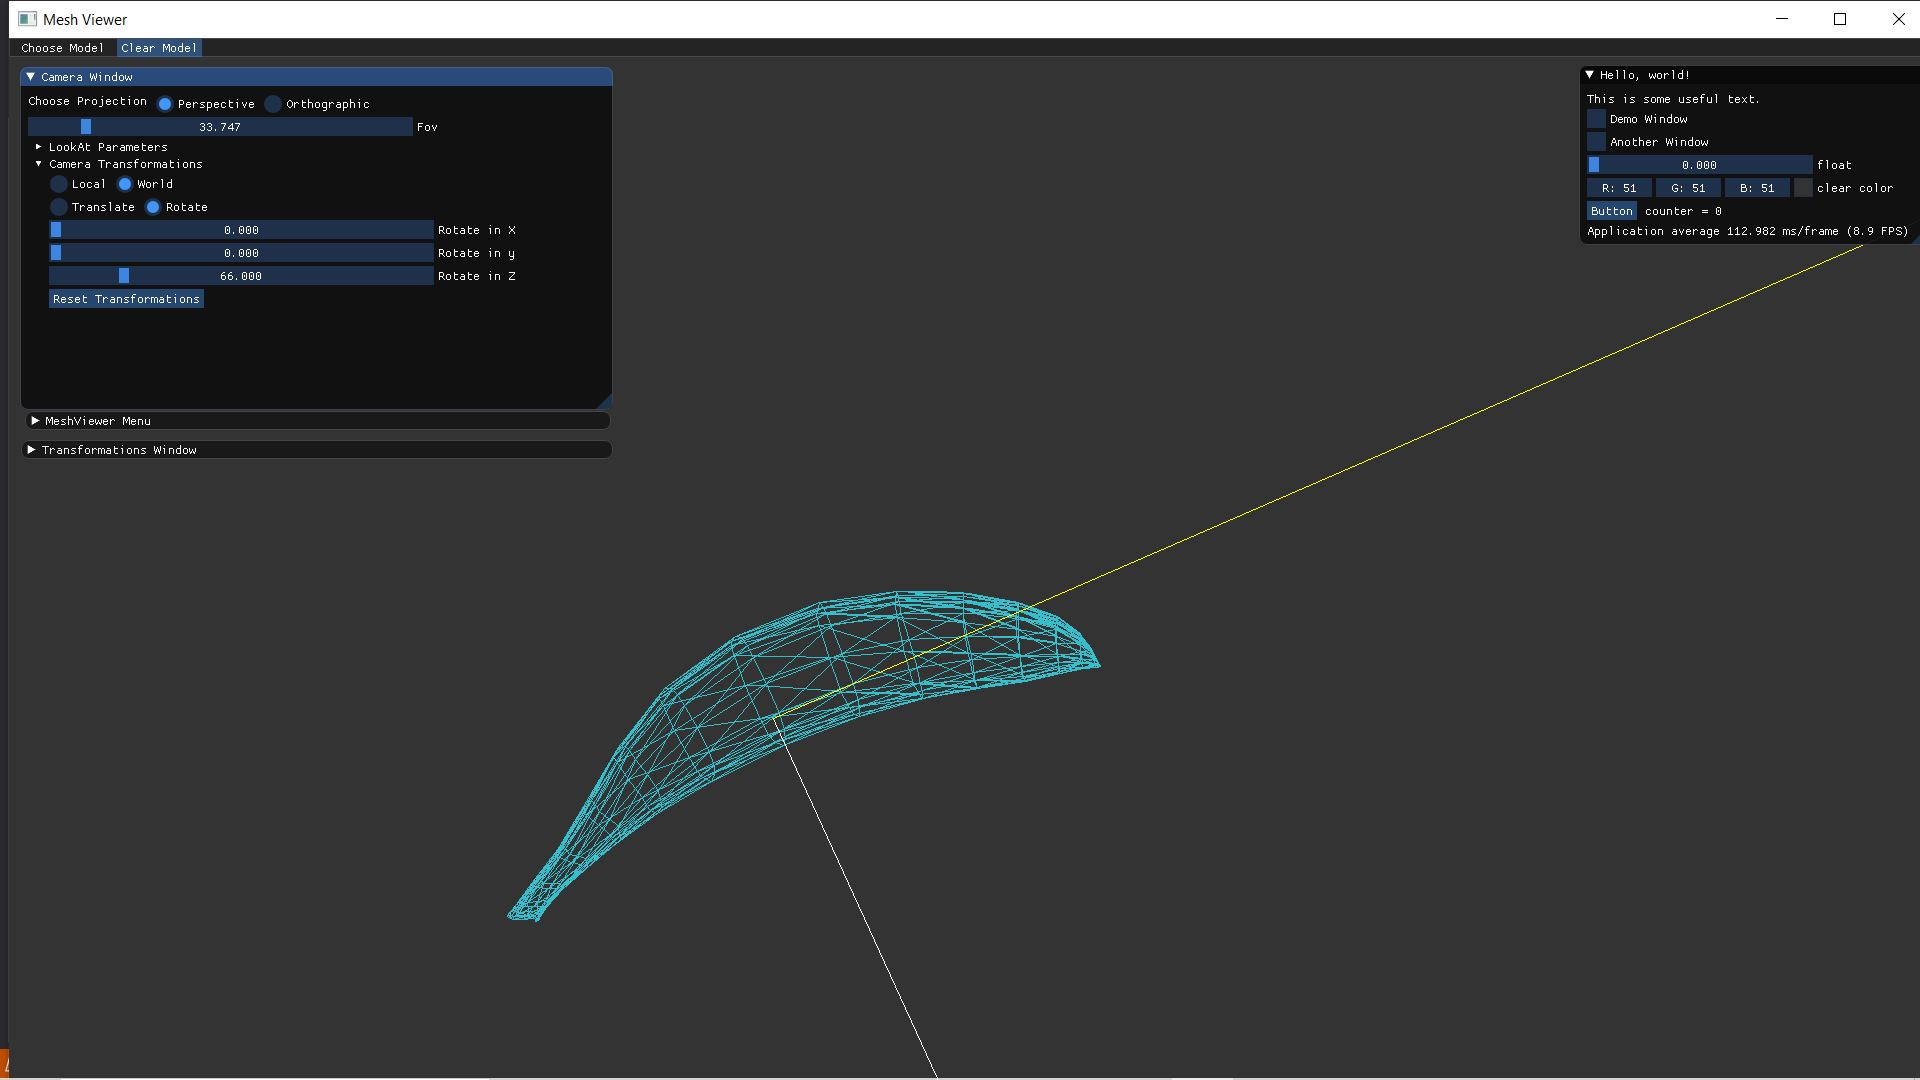 Mesh Viewer
Choose Model Clear Model
Camera Window
Choose Projection Perspective Orthographic
33.747 Fov
LookAt Parameters
Camera Transformations
Local World
Translate Rotate
0.000 Rotate in X
0.000 Rotate in y
66.000 Rotate in Z
Reset Transformations
MeshViewer Menu
Transformations Window
Hello, world!
This is some useful text.
Demo Window
Another Window
0.000 float
R: 51 G: 51 B: 51 clear color
Button counter = 0
Application average 112.982 ms/frame (8.9 FPS)